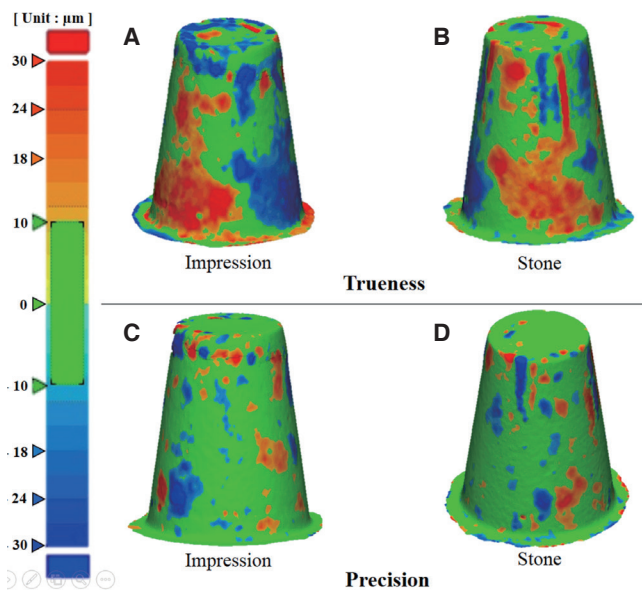 [ Unit : µm ]
30
24
18
10
0
10
18
24
30
A
B
Impression
Stone
Trueness
C
D
Impression
Stone
Precision